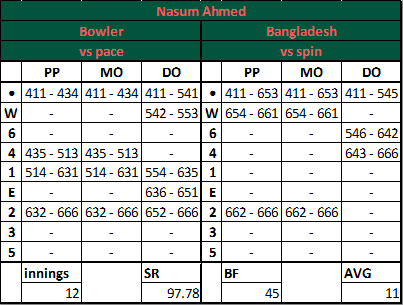 Nasum Ahmed
Bowler Bangladesh
vs pace vs spin
PP MO DO PP MO DO
• 411 - 434 411 - 434 411 - 541 • 411 - 653 411 - 653 411 - 545
W - - 542 - 553 W 654 - 661 654 - 661 -
6 - - - 6 - - 546 - 642
4 435 - 513 435 - 513 - 4 - - 643 - 666
1 514 - 631 514 - 631 554 - 635 1 - - -
E - - 636 - 651 E - - -
2 632 - 666 632 - 666 652 - 666 2 662 - 666 662 - 666 -
3 - - - 3 - - -
5 - - - 5 - - -
innings SR BF AVG
12 97.78 45 11